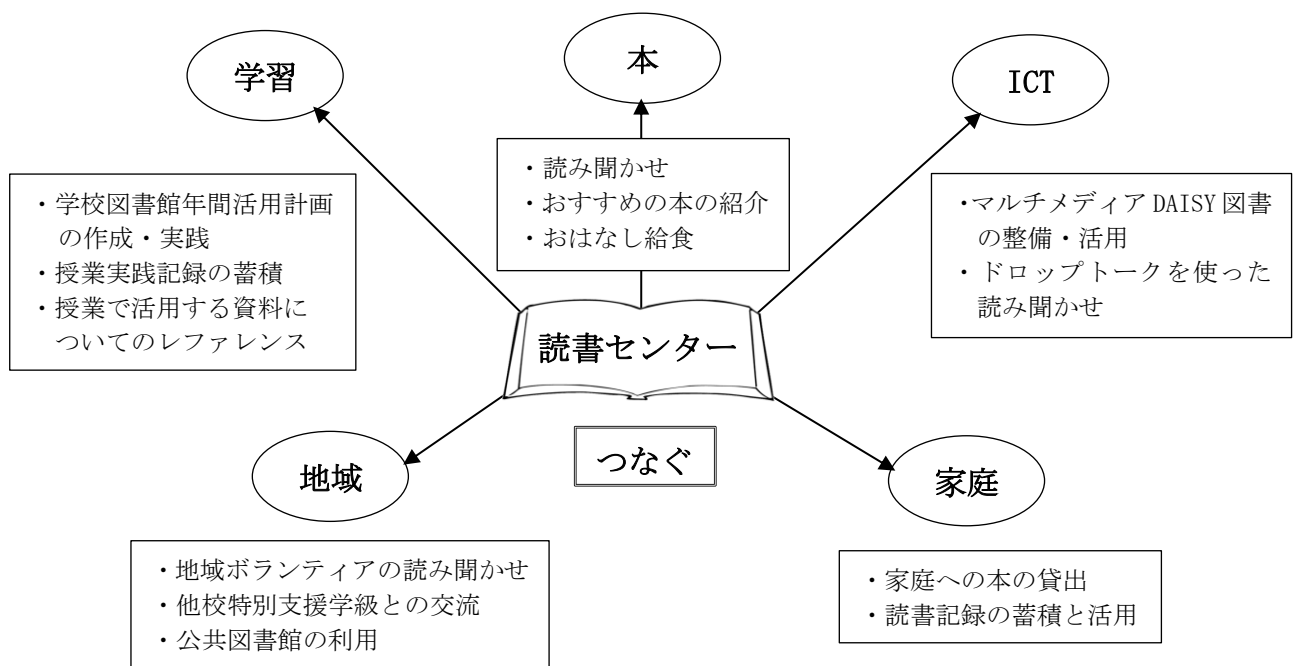 学習
本
ICT
・学校図書館年間活用計画
の作成・実践
・授業実践記録の蓄積
・授業で活用する資料に
ついてのレファレンス
・読み聞かせ
・おすすめの本の紹介
・おはなし給食
・マルチメディア DAISY 図書
の整備・活用
・ドロップトークを使った
読み聞かせ
読書センター
つなぐ
地域
家庭
・地域ボランティアの読み聞かせ
・他校特別支援学級との交流
・公共図書館の利用
・家庭への本の貸出
・読書記録の蓄積と活用